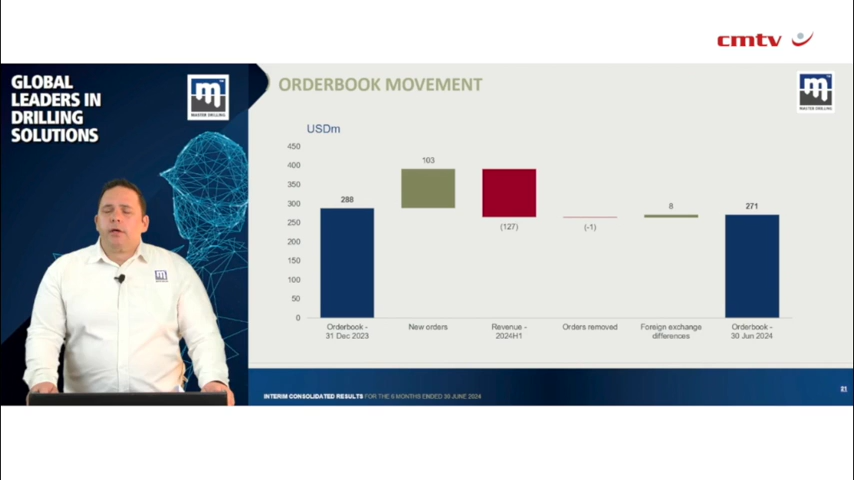 cmtv
GLOBAL
LEADERS IN
DRILLING
SOLUTIONS
MASTER DRILLING
ORDERBOOK MOVEMENT
MASTER DRILLING
USDm
450
400
350
300
250
200
150
100
50
0
288
103
(127)
(-1)
8
271
Orderbook -
31 Dec 2023
New orders
Revenue -
2024H1
Orders removed
Foreign exchange
differences
Orderbook -
30 Jun 2024
INTERIM CONSOLIDATED RESULTS FOR THE 6 MONTHS ENDED 30 JUNE 2024
21